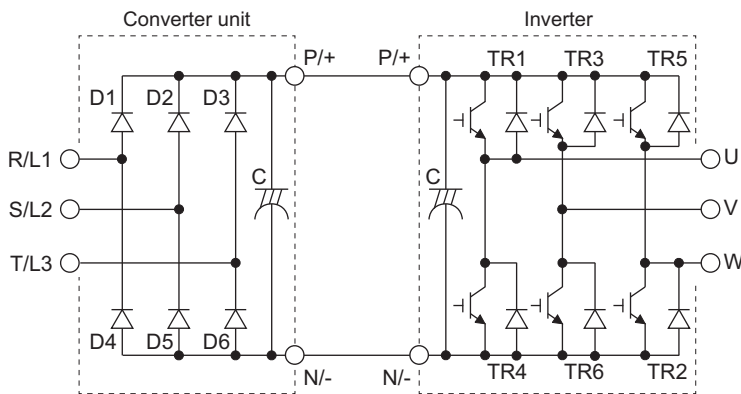 Converter unit
Inverter
P/+ P/+
TR1 TR3 TR5
D1 D2 D3
R/L1
U
C C
S/L2
V
T/L3
W
D4 D5 D6
TR4 TR6 TR2
N/- N/-